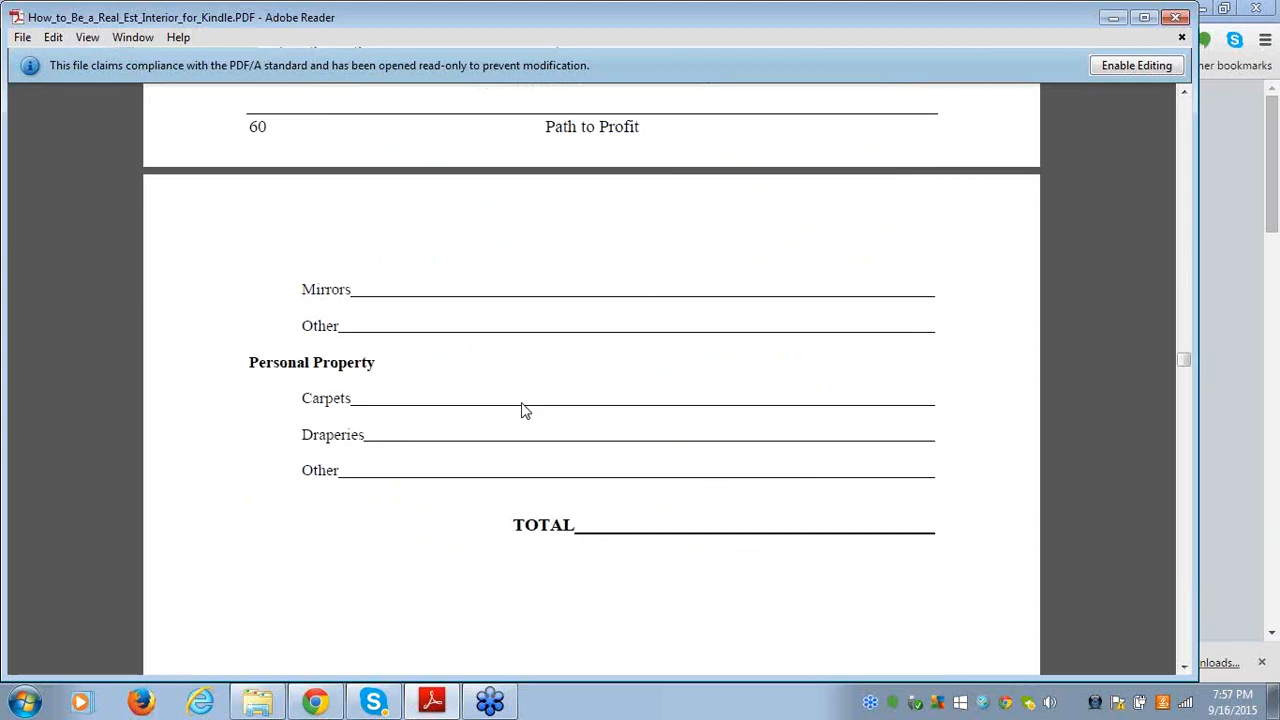 How_to_Be_a_Real_Est_Interior_for_Kindle.PDF - Adobe Reader
File Edit View Window Help
This file claims compliance with the PDF/A standard and has been opened read-only to prevent modification.
Enable Editing
bookmarks
60 Path to Profit
Mirrors
Other
Personal Property
Carpets
Draperies
Other
TOTAL
7:57 PM
9/16/2015